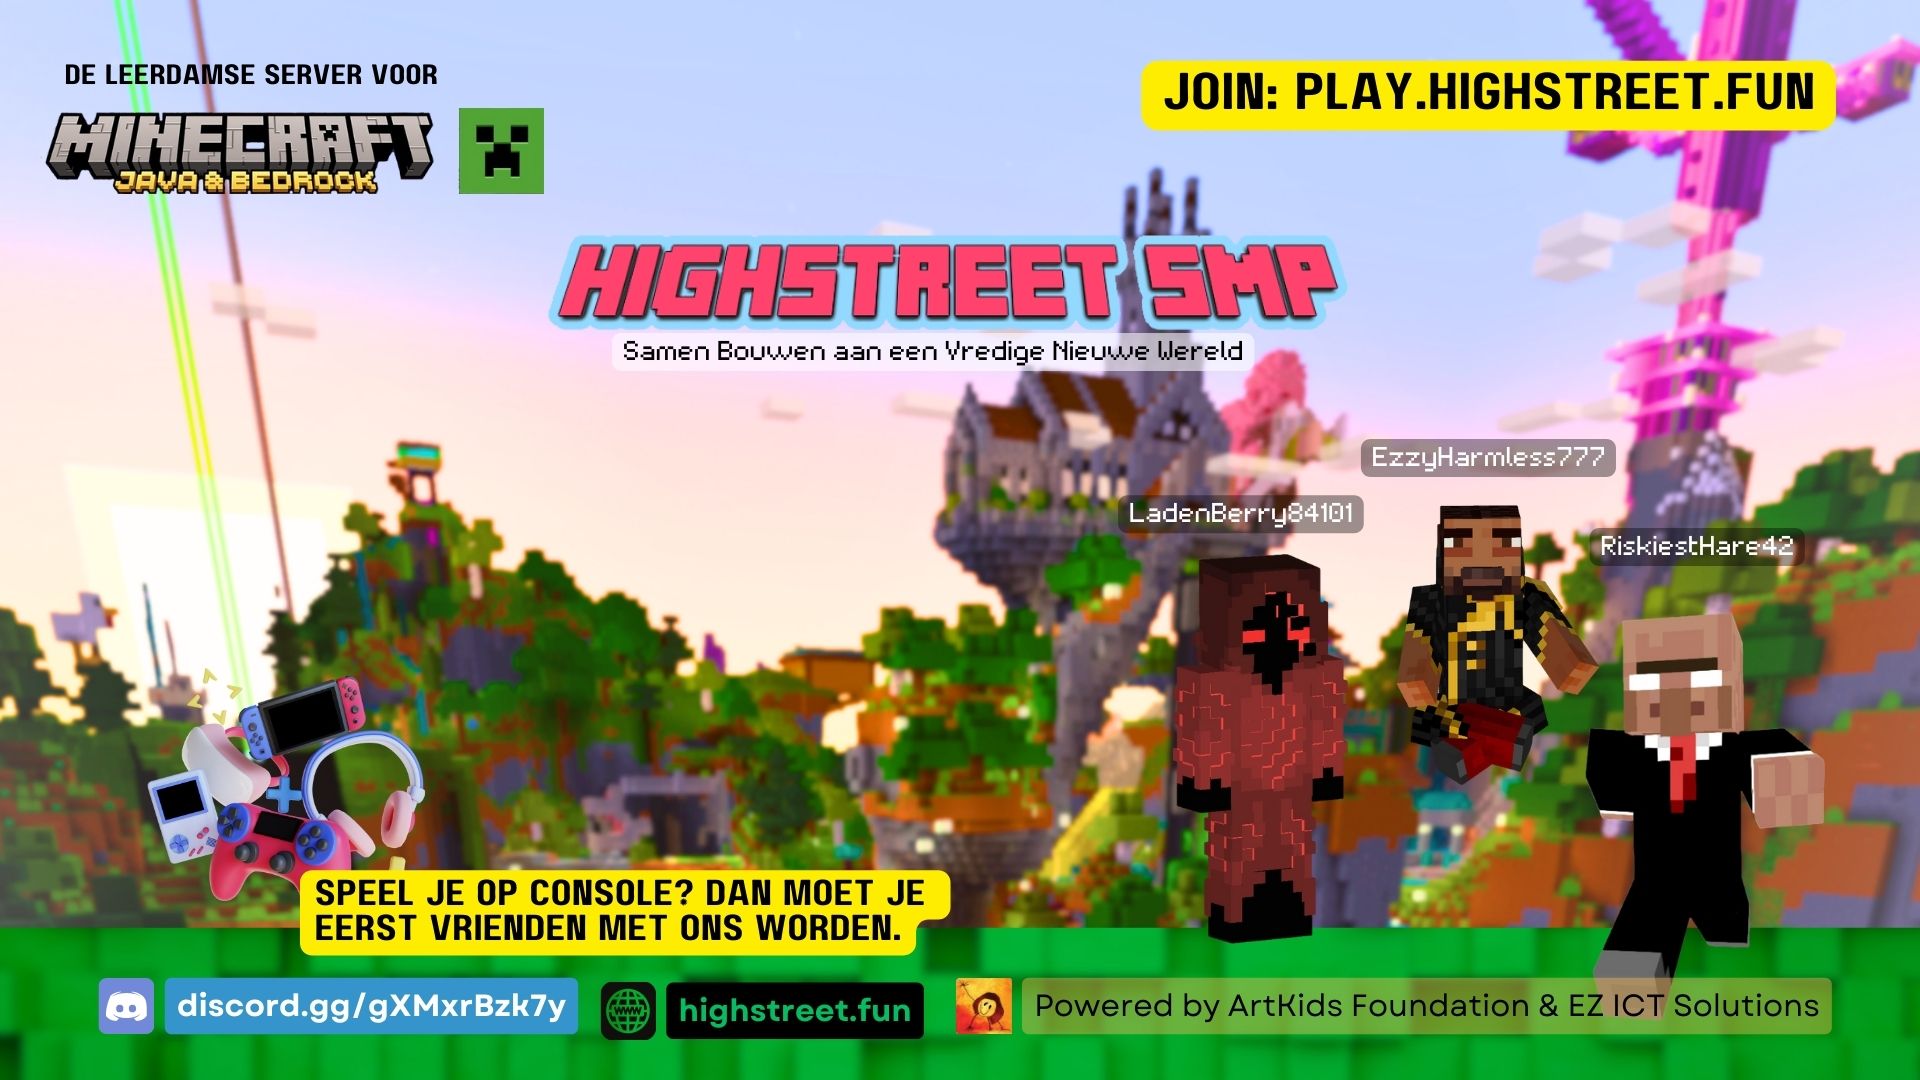 DE LEERDAMSE SERVER VOOR
MINECRAFT
JAVA & BEDROCK
JOIN: PLAY.HIGHSTREET.FUN
HIGHSTREET SMP
Samen Bouwen aan een Vredige Nieuwe Wereld
EzzyHarmless777
LadenBerry84101
RiskiestHare42
SPEEL JE OP CONSOLE? DAN MOET JE
EERST VRIENDEN MET ONS WORDEN.
discord.gg/gXMxrBzk7y
WWW
highstreet.fun
Powered by ArtKids Foundation & EZ ICT Solutions